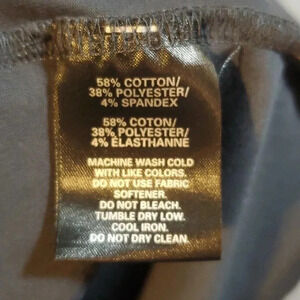 58% COTTON/
38% POLYESTER/
4% SPANDEX
58% COTON/
38% POLYESTER/
4% ÉLASTHANNE
MACHINE WASH COLD
WITH LIKE COLORS.
DO NOT USE FABRIC
SOFTENER.
DO NOT BLEACH.
TUMBLE DRY LOW.
COOL IRON.
DO NOT DRY CLEAN.